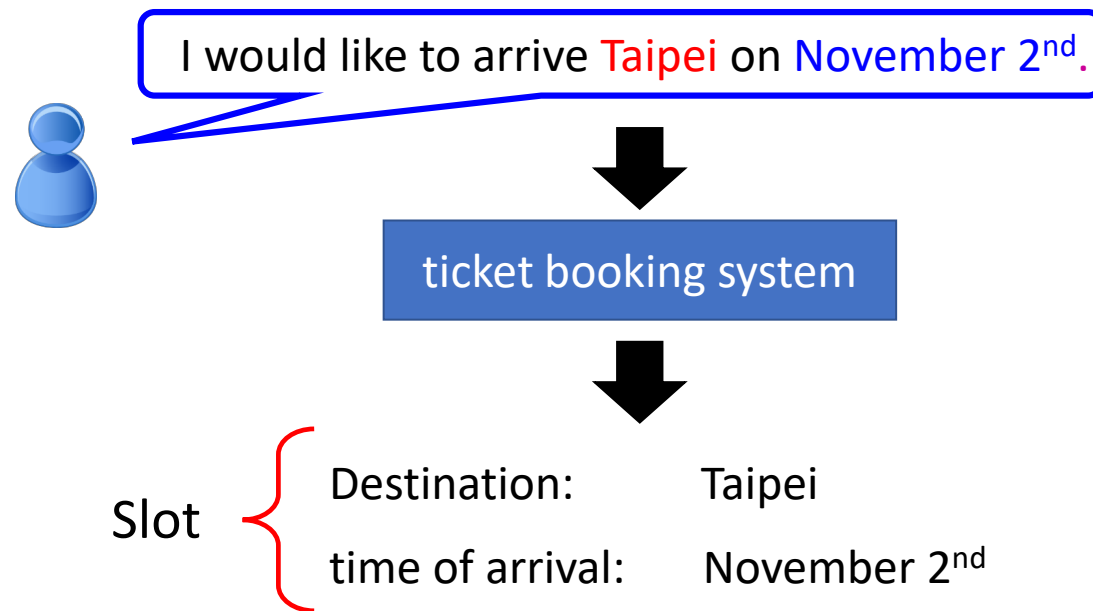 I would like to arrive Taipei on November 2nd.
ticket booking system
Slot
Destination: Taipei
time of arrival: November 2nd